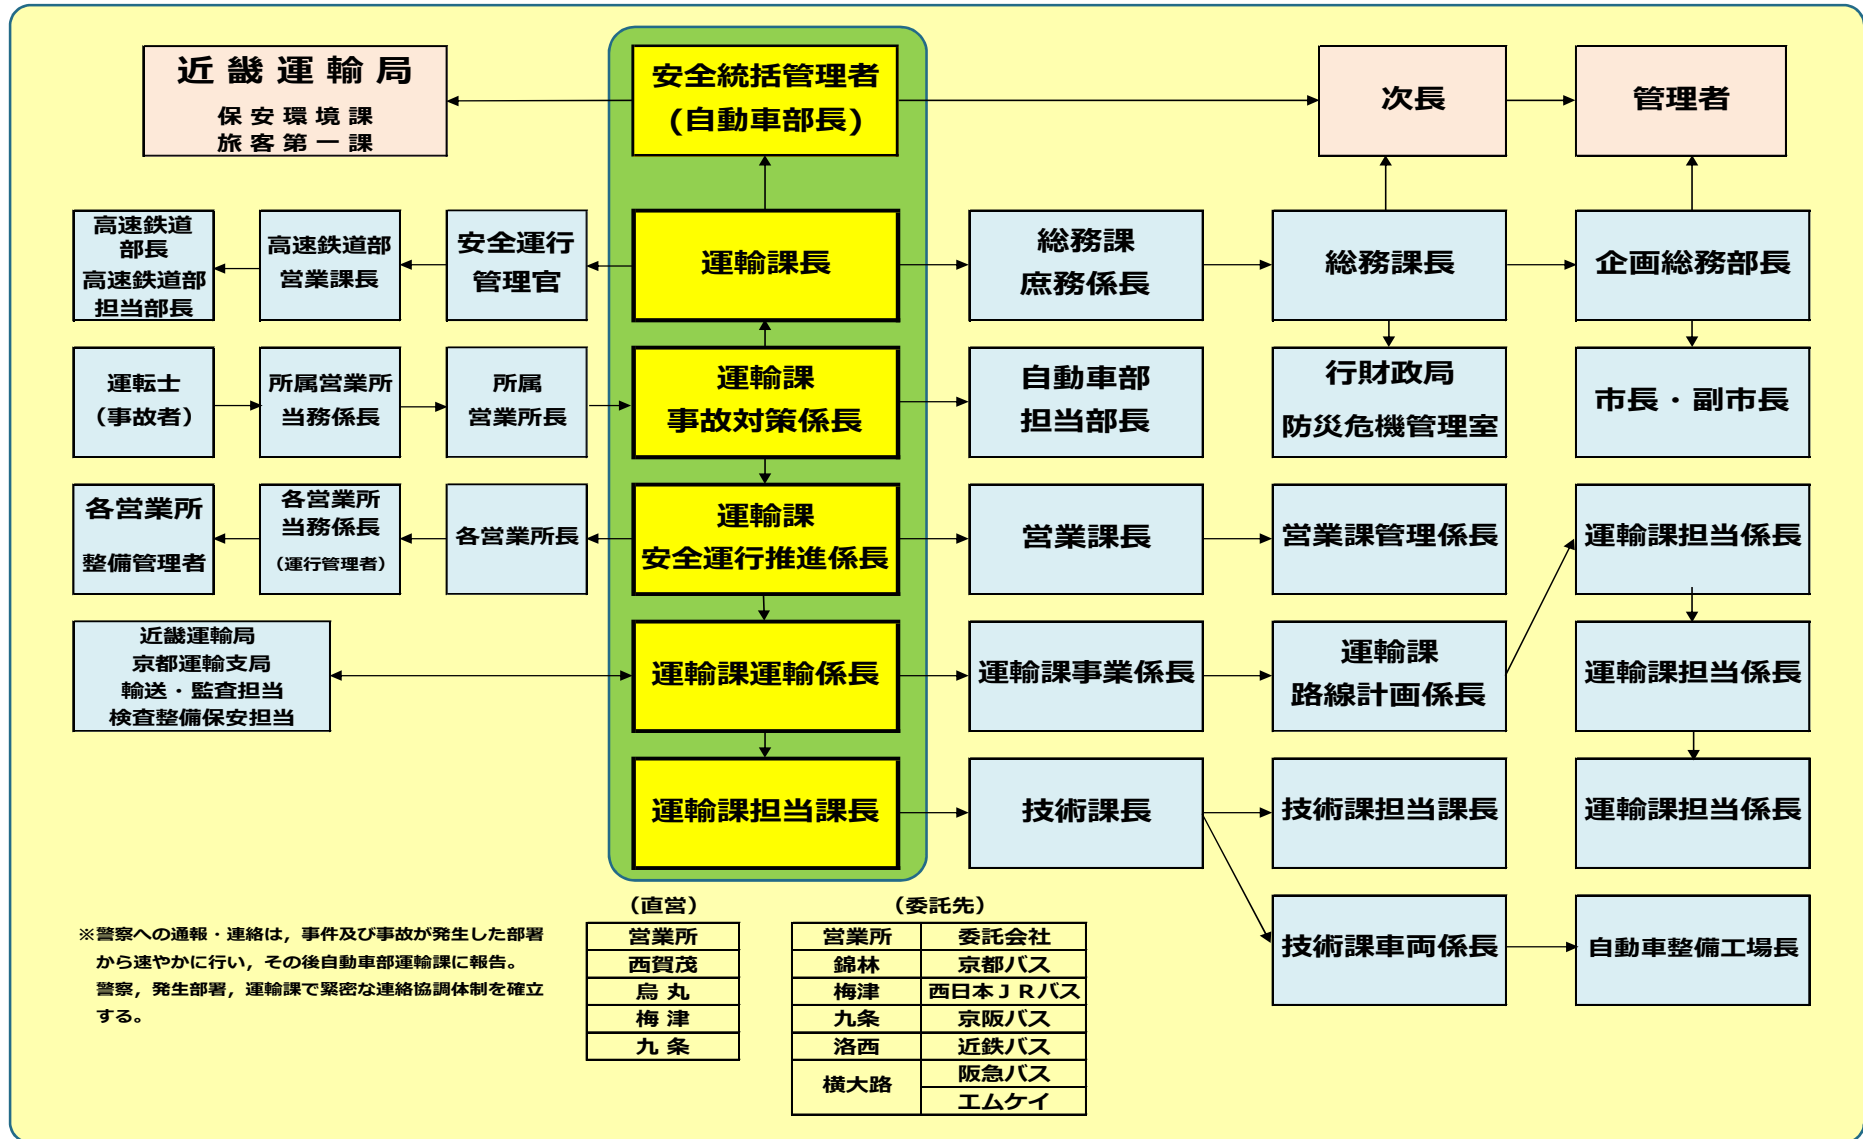 近畿運輸局
保安環境課
旅客第一課
安全統括管理者
(自動車部長)
次長
管理者
高速鉄道
部長
高速鉄道部
担当部長
高速鉄道部
営業課長
安全運行
管理官
運輸課長
総務課
庶務係長
総務課長
企画総務部長
運転士
（事故者）
所属営業所
当務係長
所属
営業所長
運輸課
事故対策係長
自動車部
担当部長
行財政局
防災危機管理室
市長・副市長
各営業所
整備管理者
各営業所
当務係長
（運行管理者）
各営業所長
運輸課
安全運行推進係長
営業課長
営業課管理係長
運輸課担当係長
近畿運輸局
京都運輸支局
輸送・監査担当
検査整備保安担当
運輸課運輸係長
運輸課事業係長
運輸課
路線計画係長
運輸課担当係長
運輸課担当課長
技術課長
技術課担当課長
運輸課担当係長
技術課車両係長
自動車整備工場長
※警察への通報・連絡は，事件及び事故が発生した部署
から速やかに行い，その後自動車部運輸課に報告。
警察，発生部署，運輸課で緊密な連絡協調体制を確立
する。
（直営）
営業所
西賀茂
烏丸
梅津
九条
（委託先）
営業所 委託会社
錦林 京都バス
梅津 西日本ＪＲバス
九条 京阪バス
洛西 近鉄バス
横大路 阪急バス
エムケイ